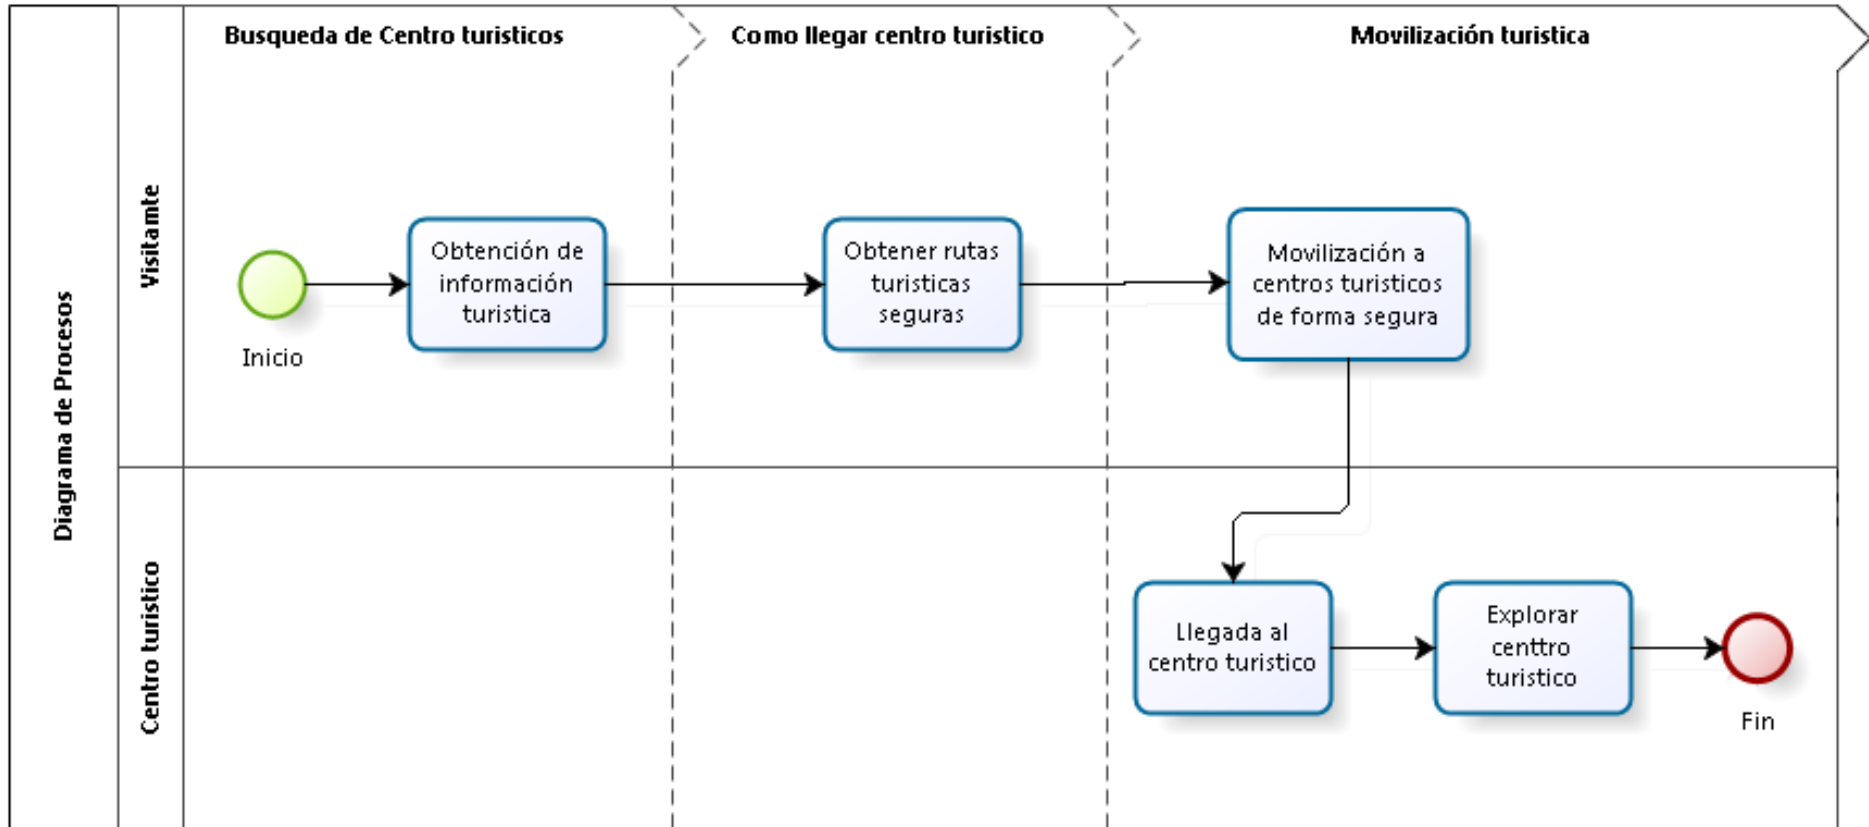 Busqueda de Centro turisticos
Como llegar centro turistico
Movilización turistica
Diagrama de Procesos
Visitamte
Inicio
Obtención de
información
turistica
Obtener rutas
turisticas
seguras
Movilización a
centros turisticos
de forma segura
Centro turistico
Llegada al
centro turistico
Explorar
centtro
turistico
Fin